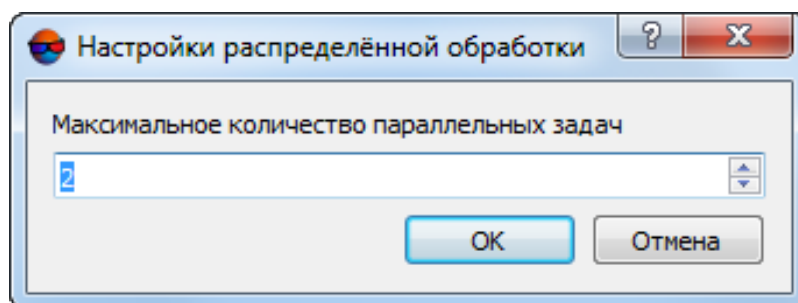 Настройки распределённой обработки
Максимальное количество параллельных задач
2
OK
Отмена